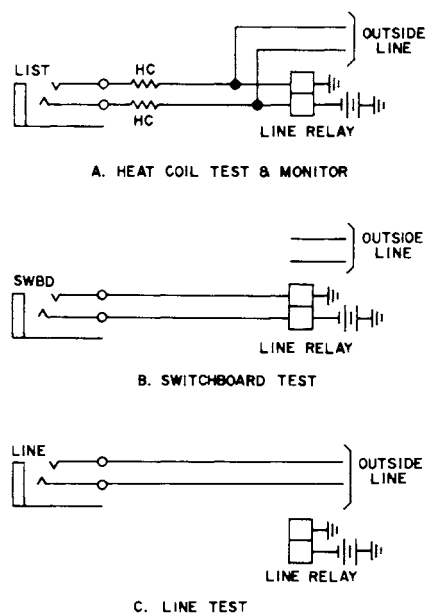 OUTSIDE
LINE
LIST
HC
HC
LINE RELAY
A. HEAT COIL TEST & MONITOR
OUTSIDE
LINE
SWBD
LINE RELAY
B. SWITCHBOARD TEST
LINE
OUTSIDE
LINE
LINE RELAY
C. LINE TEST